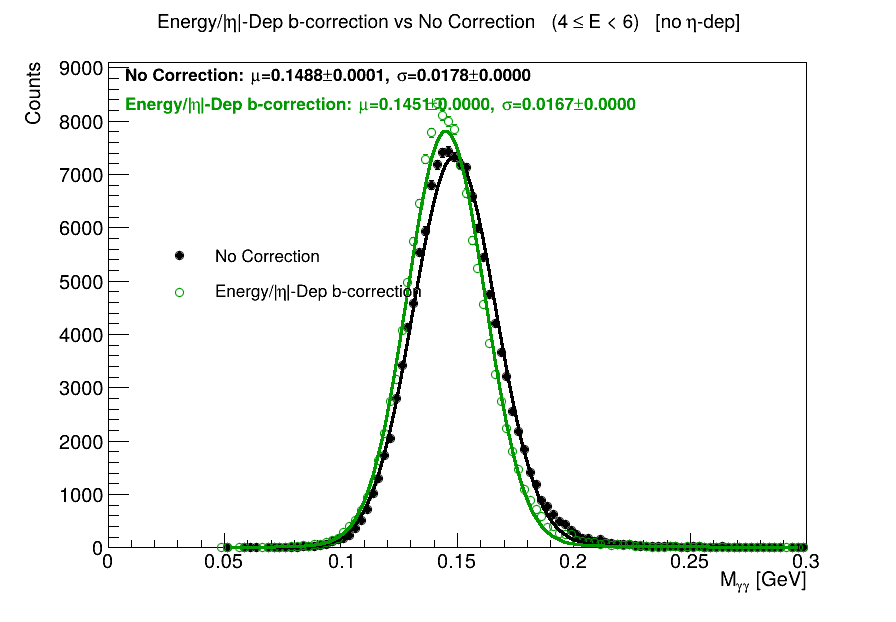 Energy/|η|-Dep b-correction vs No Correction (4 ≤ E < 6) [no η-dep]
Counts
No Correction: μ=0.1488±0.0001, σ=0.0178±0.0000
Energy/|η|-Dep b-correction: μ=0.1451±0.0000, σ=0.0167±0.0000
9000
8000
7000
6000
5000
4000
3000
2000
1000
0
No Correction
Energy/|η|-Dep b-correction
0 0.05 0.1 0.15 0.2 0.25 0.3
M_γγ [GeV]